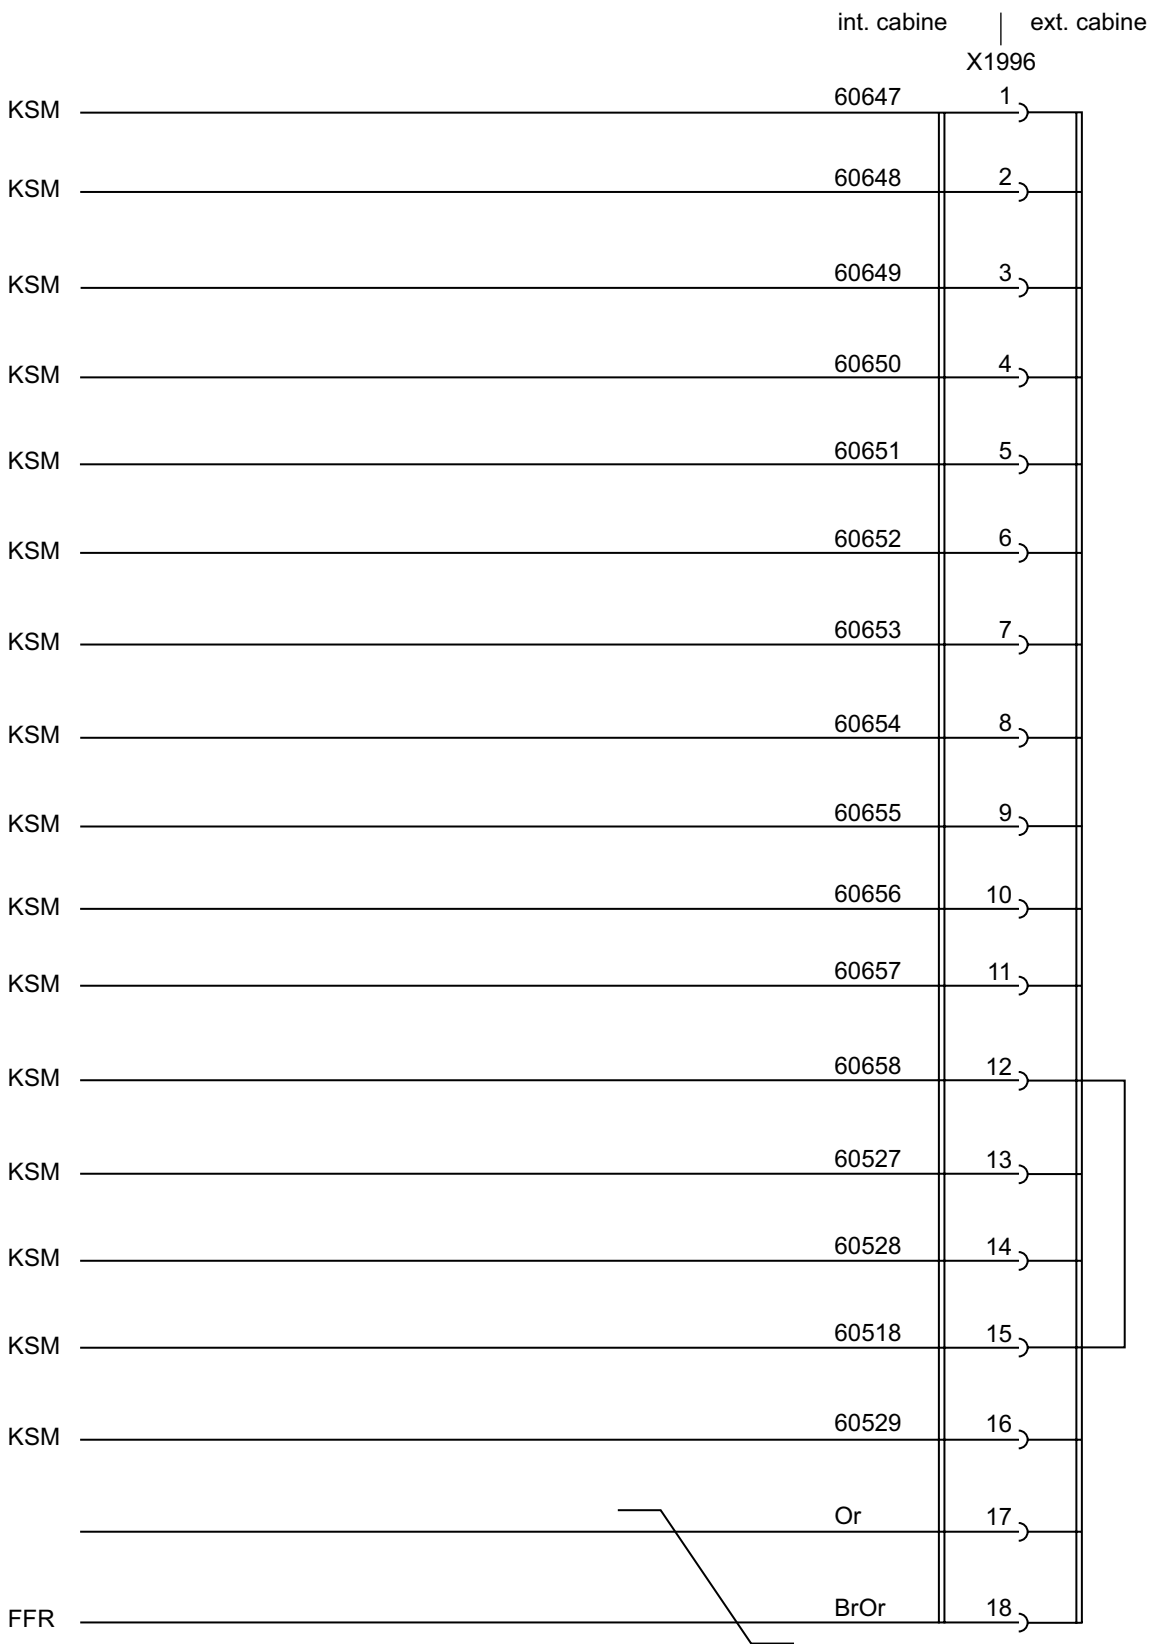 int. cabine ext. cabine
X1996
KSM 60647 1
KSM 60648 2
KSM 60649 3
KSM 60650 4
KSM 60651 5
KSM 60652 6
KSM 60653 7
KSM 60654 8
KSM 60655 9
KSM 60656 10
KSM 60657 11
KSM 60658 12
KSM 60527 13
KSM 60528 14
KSM 60518 15
KSM 60529 16
Or 17
FFR BrOr 18